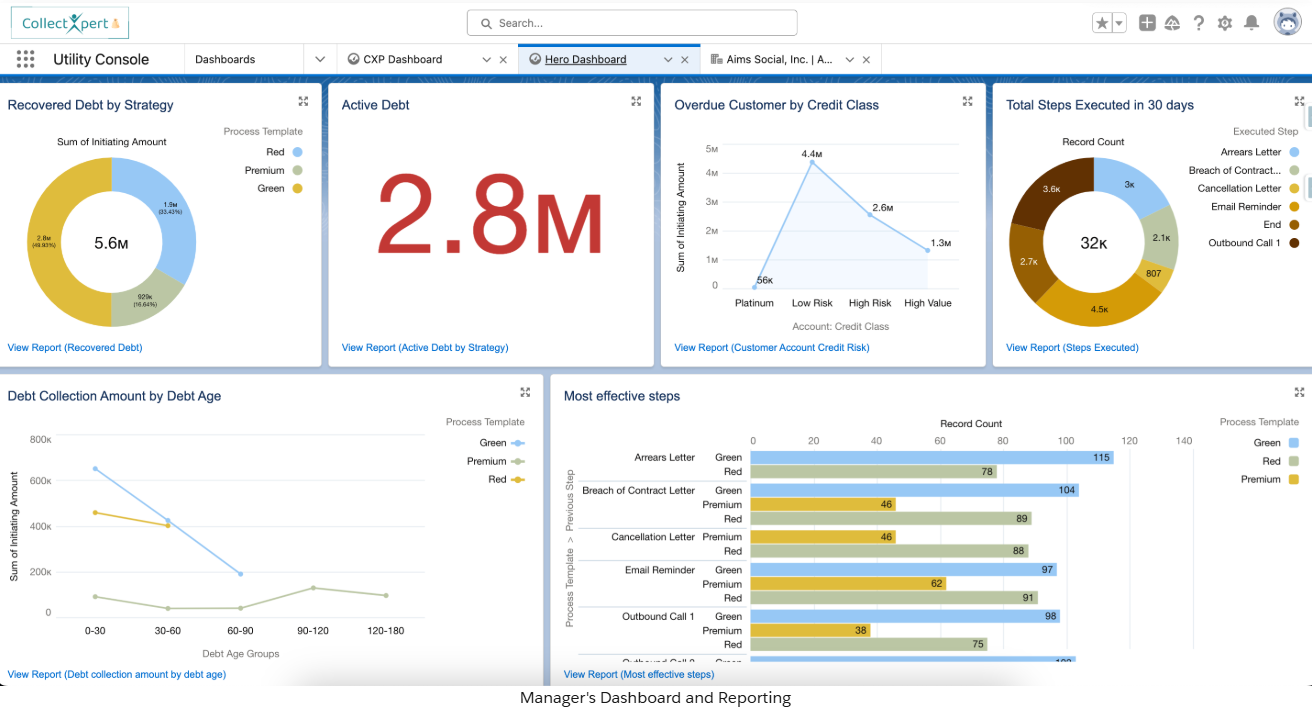 CollectXpert
Search...
Utility Console
Dashboards
CXP Dashboard
Hero Dashboard
Aims Social, Inc. | A...
Recovered Debt by Strategy
Sum of Initiating Amount
Process Template
Red
Premium
Green
1.9M
(33.43%)
2.8M
(49.93%)
5.6M
929K
(16.64%)
View Report (Recovered Debt)
Active Debt
2.8M
View Report (Active Debt by Strategy)
Overdue Customer by Credit Class
Sum of Initiating Amount
5M
4M
3M
2M
1M
0
4.4M
2.6M
1.3M
56K
Platinum
Low Risk
High Risk
High Value
Account: Credit Class
View Report (Customer Account Credit Risk)
Total Steps Executed in 30 days
Record Count
Executed Step
Arrears Letter
Breach of Contract...
Cancellation Letter
Email Reminder
End
Outbound Call 1
3.6K
3K
2.1K
32K
2.7K
807
4.5K
View Report (Steps Executed)
Debt Collection Amount by Debt Age
Process Template
Green
Premium
Red
Sum of Initiating Amount
800K
600K
400K
200K
0
0-30
30-60
60-90
90-120
120-180
Debt Age Groups
View Report (Debt collection amount by debt age)
Most effective steps
Record Count
0 20 40 60 80 100 120 140
Process Template
Green
Red
Premium
Process Template > Previous Step
Arrears Letter Green 115
Red 78
Breach of Contract Letter Green 104
Premium 46
Red 89
Cancellation Letter Premium 46
Red 88
Email Reminder Green 97
Premium 62
Red 91
Outbound Call 1 Green 98
Premium 38
Red 75
Outbound Call 2 Green
View Report (Most effective steps)
Manager's Dashboard and Reporting